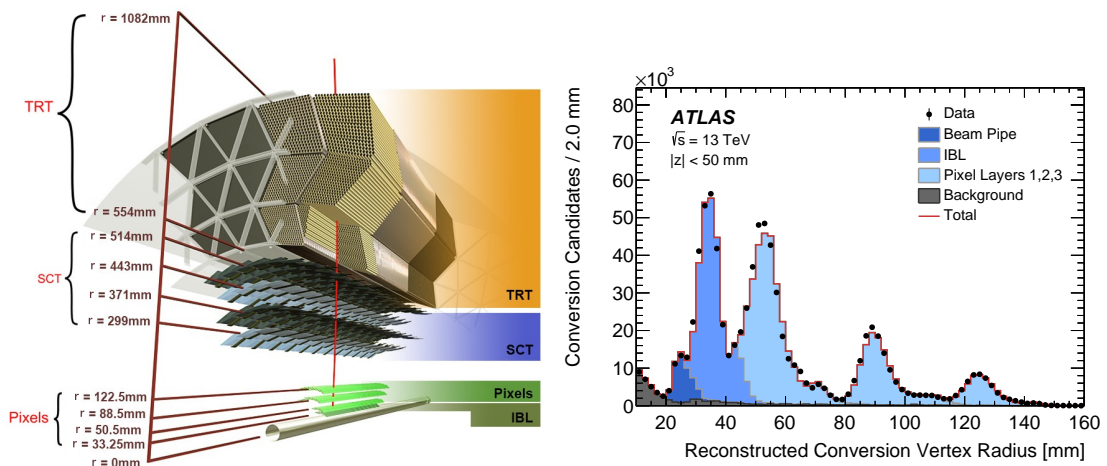 r = 1082mm
TRT
r = 554mm
r = 514mm
r = 443mm
SCT
r = 371mm
r = 299mm
r = 122.5mm
r = 88.5mm
Pixels
r = 50.5mm
r = 33.25mm
r = 0mm
TRT
SCT
Pixels
IBL
×10³
Conversion Candidates / 2.0 mm
80
70
60
50
40
30
20
10
0
ATLAS
√s = 13 TeV
|z| < 50 mm
Data
Beam Pipe
IBL
Pixel Layers 1,2,3
Background
Total
20 40 60 80 100 120 140 160
Reconstructed Conversion Vertex Radius [mm]